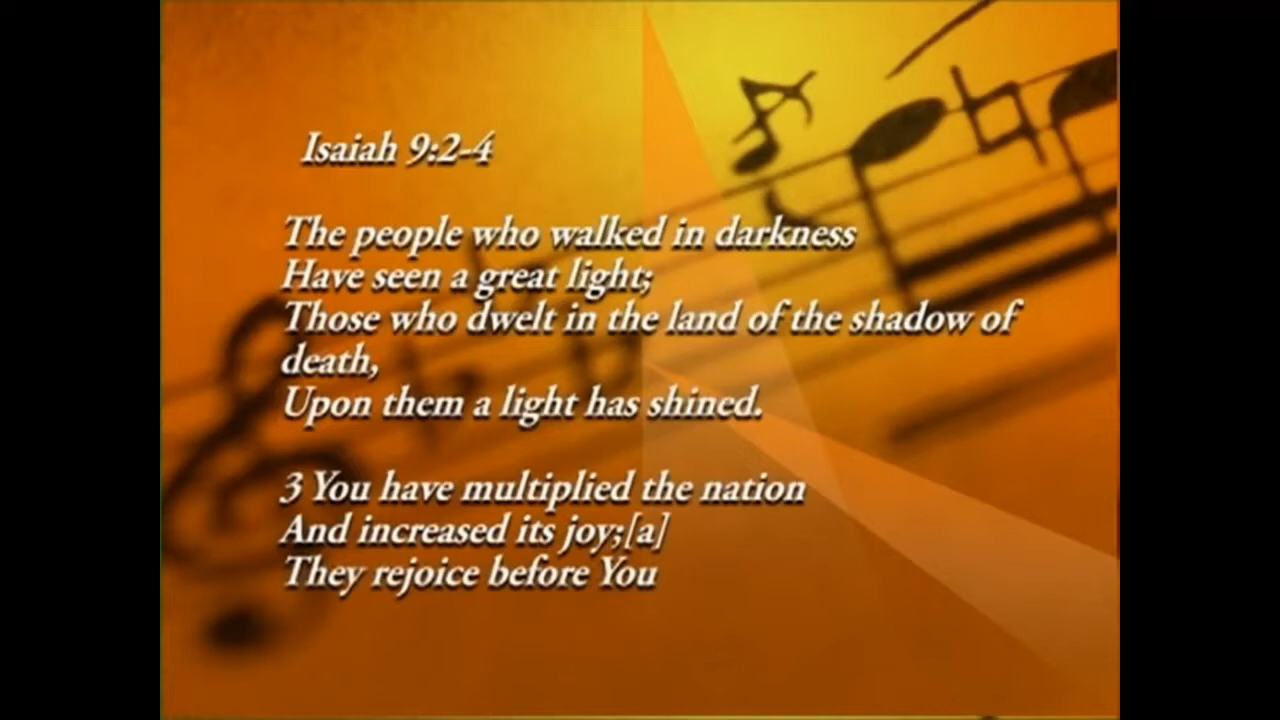 Isaiah 9:2-4
The people who walked in darkness
Have seen a great light;
Those who dwelt in the land of the shadow of
death,
Upon them a light has shined.
3 You have multiplied the nation
And increased its joy;[a]
They rejoice before You